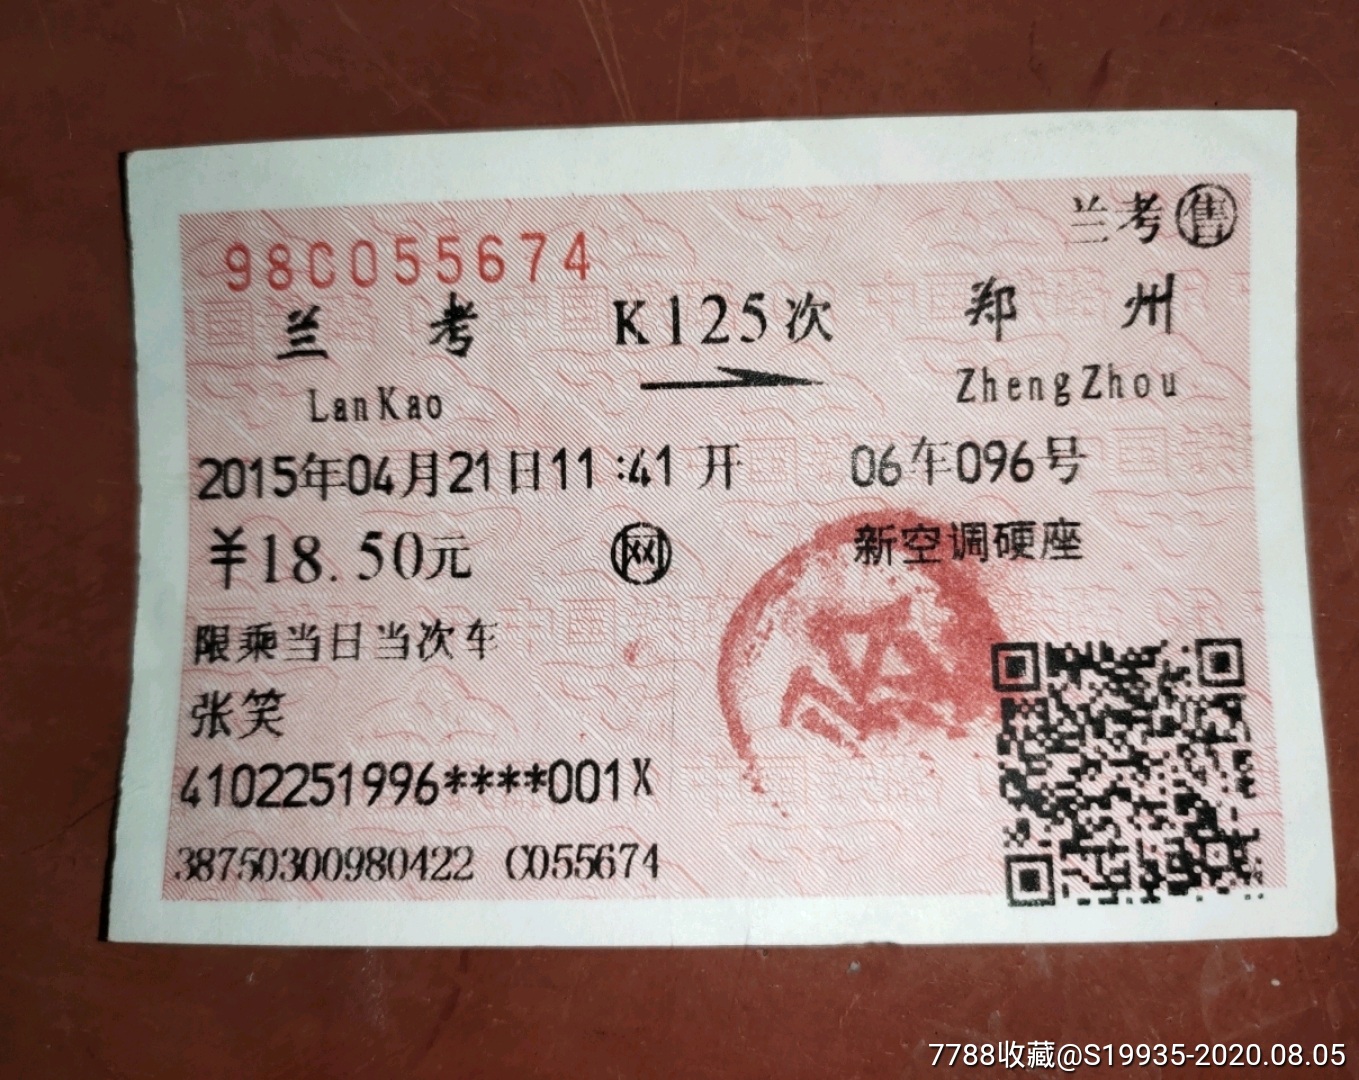 98C055674
兰考售
兰考 K125次 郑州
LanKao ZhengZhou
2015年04月21日11:41开 06车096号
¥18.50元 网 新空调硬座
限乘当日当次车
张笑
4102251996****001X
38750300980422 C055674
7788收藏@S19935-2020.08.05